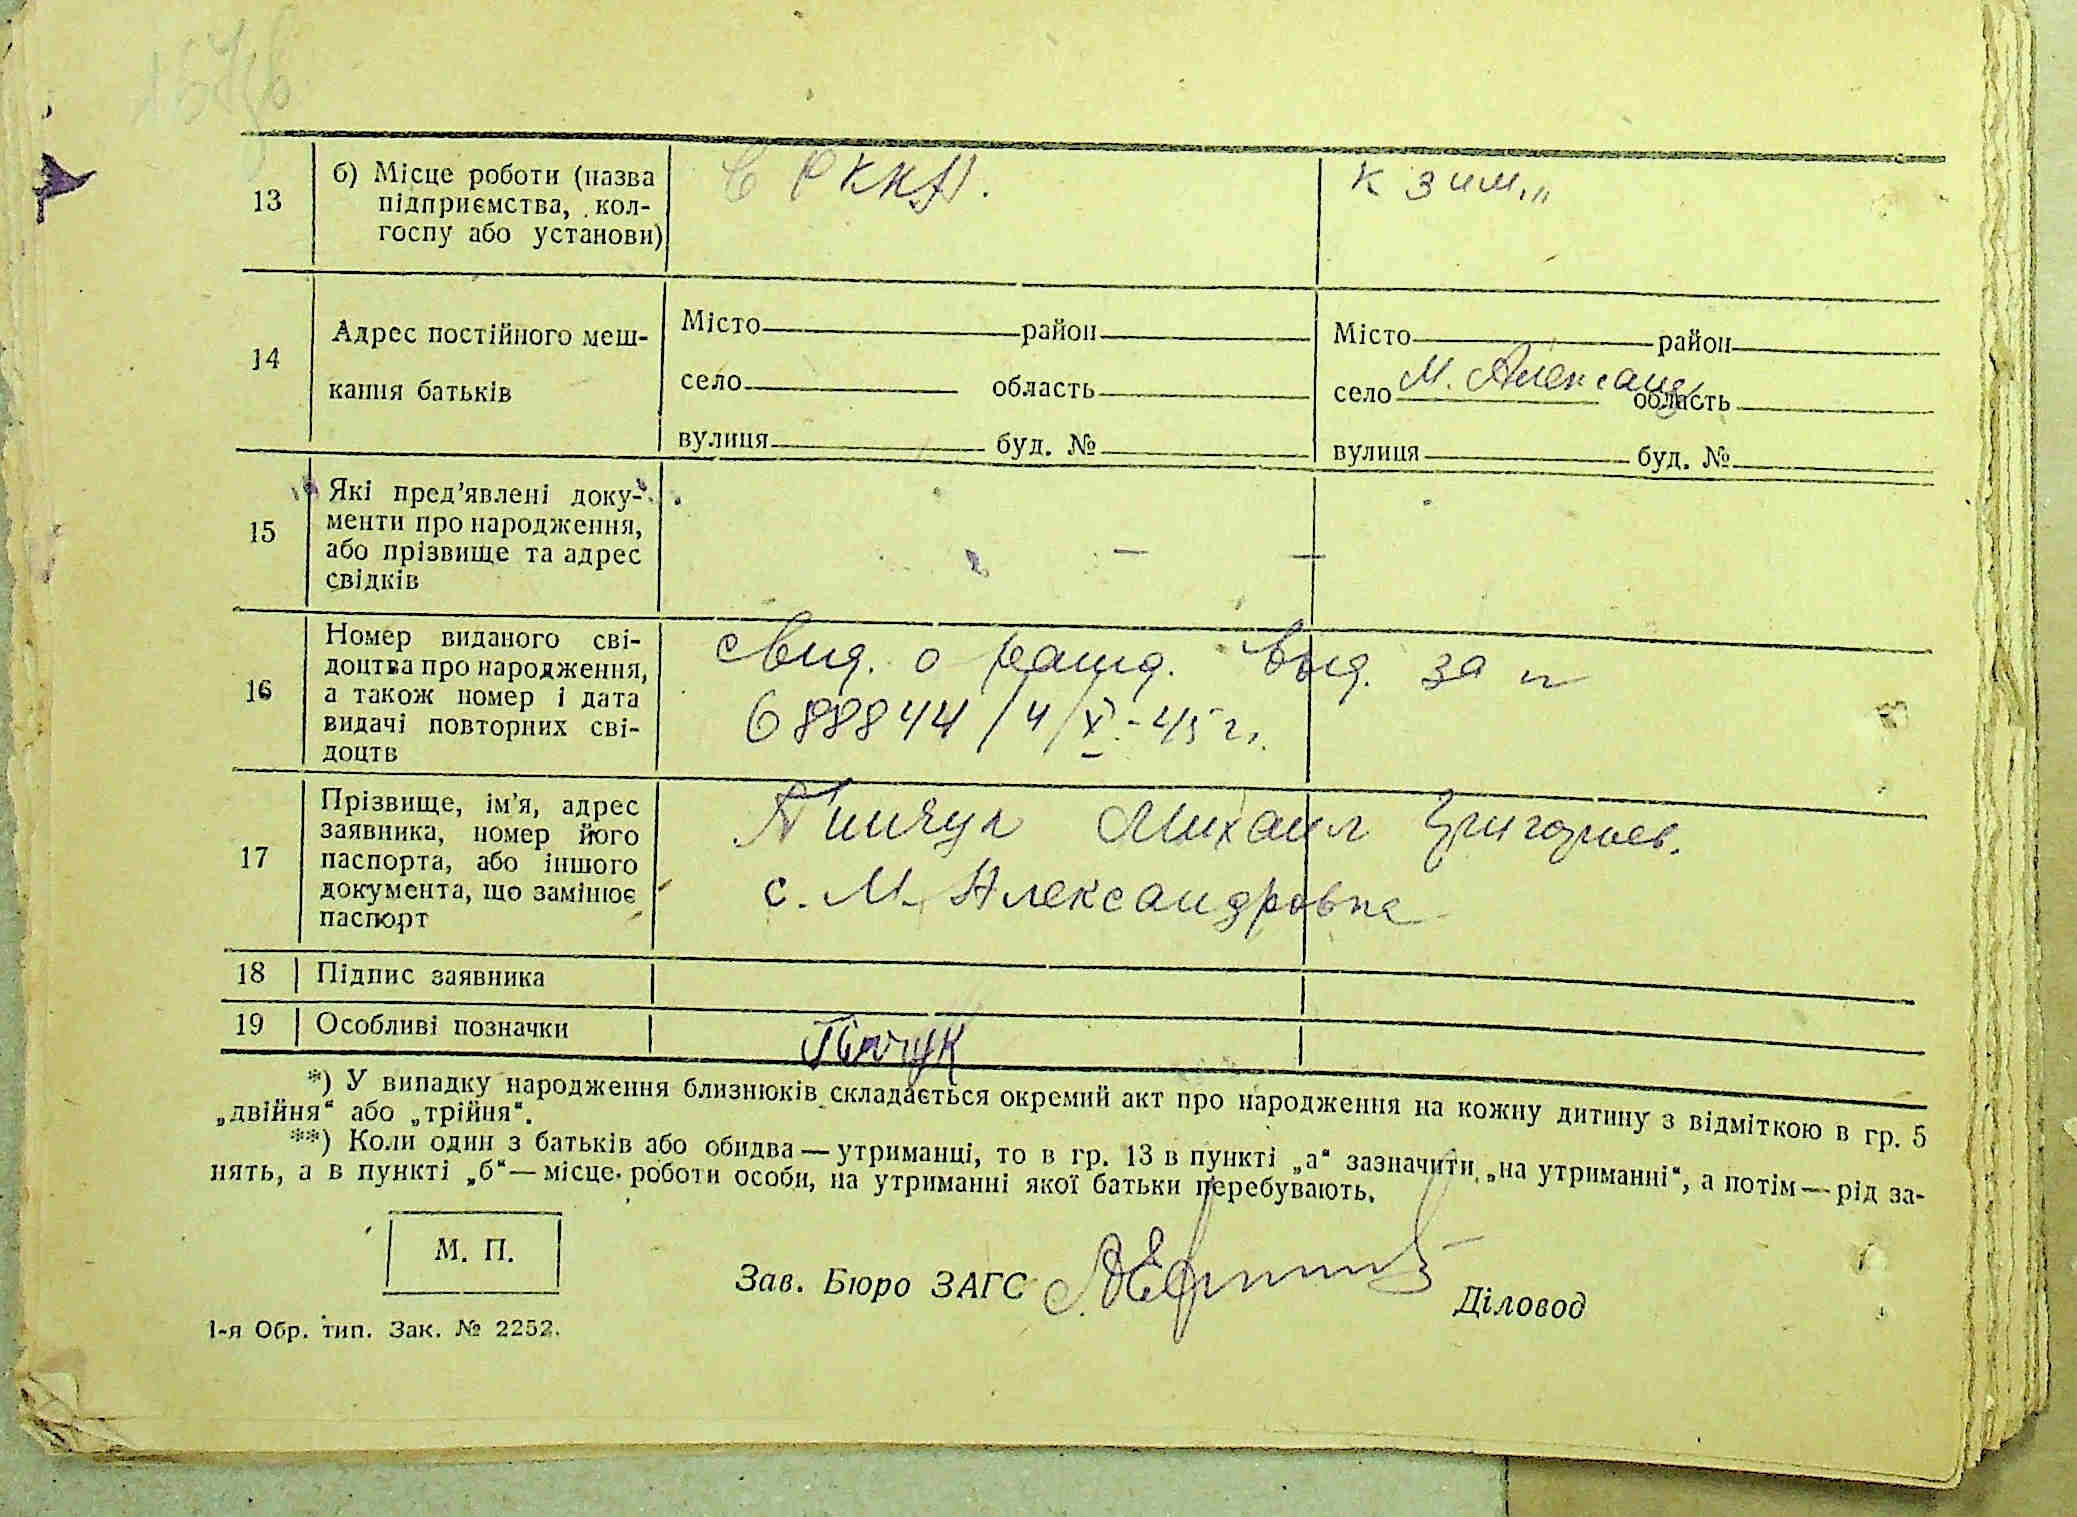 13
б) Місце роботи (назва
підприємства, кол-
госпу або установи)
В РККА.
к зим.„
14
Адрес постійного меш-
кання батьків
Місто район
село область
вулиця буд. №
Місто район
село М. Александ область
вулиця буд. №
15
Які пред’явлені доку-
менти про народження,
або прізвище та адрес
свідків
— —
16
Номер виданого сві-
доцтва про народження,
а також номер і дата
видачі повторних сві-
доцтв
свид. о рашд. выд. за n
688844 /4/X-45 г.
17
Прізвище, ім’я, адрес
заявника, номер його
паспорта, або іншого
документа, що замінює
паспорт
Михаил Григорьев.
с. М. Александровка
18
Підпис заявника
19
Особливі позначки
Пінчук
*) У випадку народження близнюків складається окремий акт про народження на кожну дитину з відміткою в гр. 5
„двійня“ або „трійня“.
**) Коли один з батьків або обидва — утриманці, то в гр. 13 в пункті „а“ зазначити „на утриманні“, а потім — рід за-
нять, а в пункті „б“ — місце роботи особи, на утриманні якої батьки перебувають.
М. П.
Зав. Бюро ЗАГС
Діловод
1-я Обр. тип. Зак. № 2252.